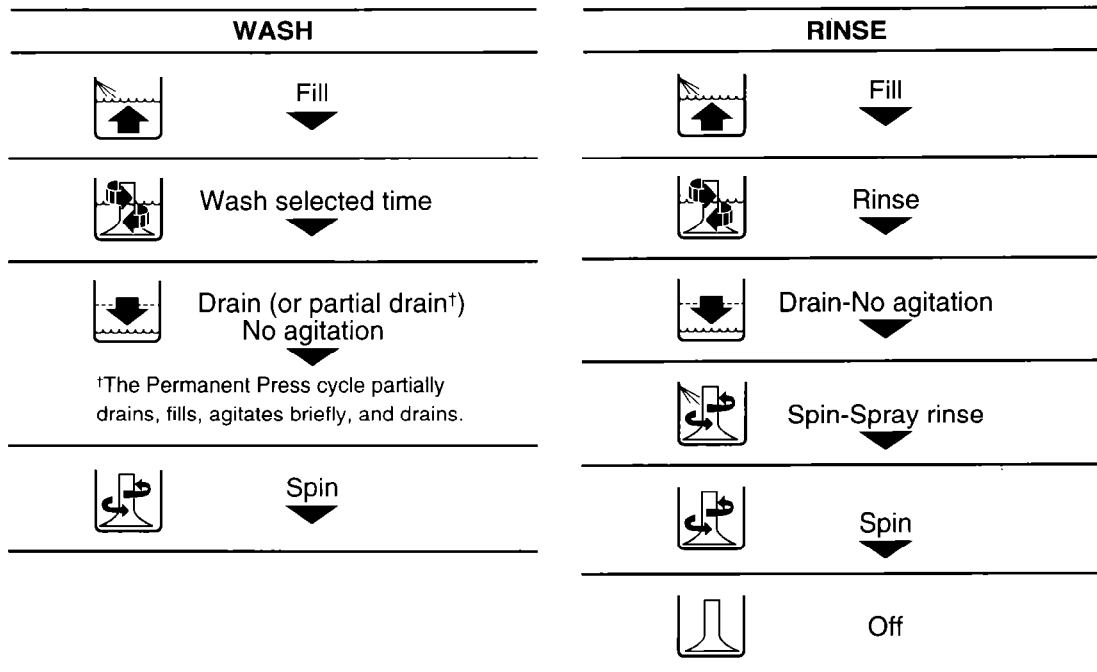 WASH
Fill
Wash selected time
Drain (or partial drain†)
No agitation
†The Permanent Press cycle partially
drains, fills, agitates briefly, and drains.
Spin
RINSE
Fill
Rinse
Drain-No agitation
Spin-Spray rinse
Spin
Off